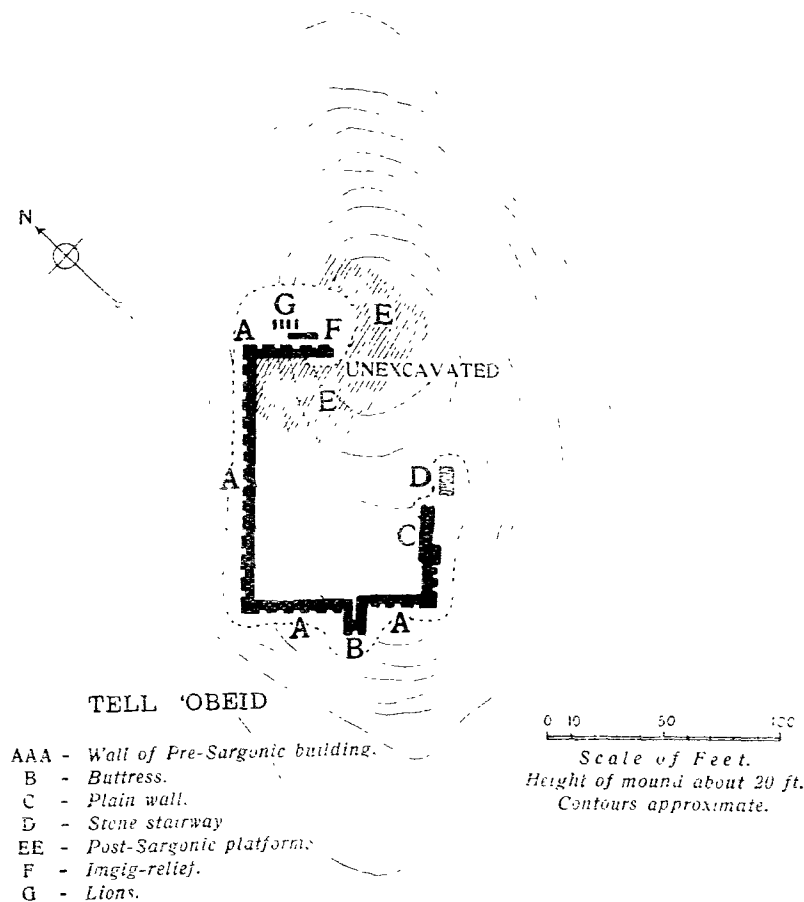 N
G
A
F
E
UNEXCAVATED
E
A
D
C
A
A
B
TELL ‘OBEID
AAA - Wall of Pre-Sargonic building.
B - Buttress.
C - Plain wall.
D - Stone stairway
EE - Post-Sargonic platforms
F - Imgig-relief.
G - Lions.
0 10 50 100
Scale of Feet.
Height of mound about 20 ft.
Contours approximate.